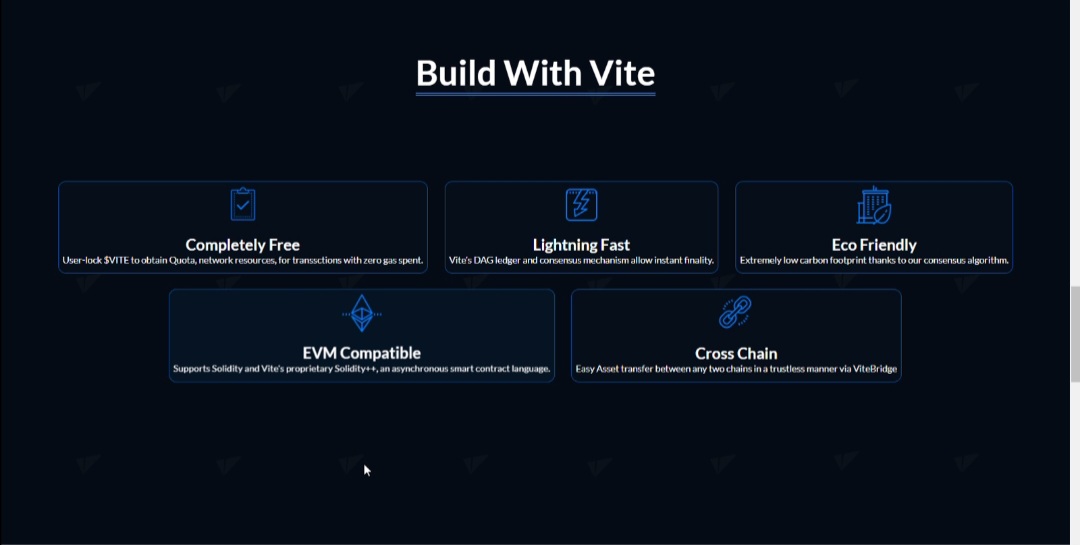 Build With Vite
Completely Free
User-lock $VITE to obtain Quota, network resources, for transsctions with zero gas spent.
Lightning Fast
Vite's DAG ledger and consensus mechanism allow instant finality.
Eco Friendly
Extremely low carbon footprint thanks to our consensus algorithm.
EVM Compatible
Supports Solidity and Vite's proprietary Solidity++, an asynchronous smart contract language.
Cross Chain
Easy Asset transfer between any two chains in a trustless manner via ViteBridge